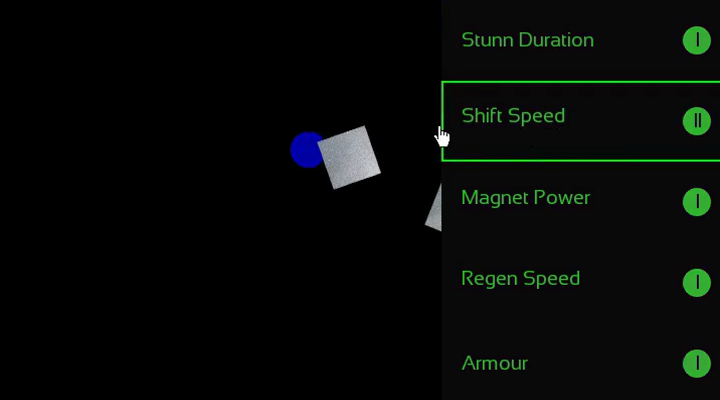 Stunn Duration I
Shift Speed II
Magnet Power I
Regen Speed I
Armour I